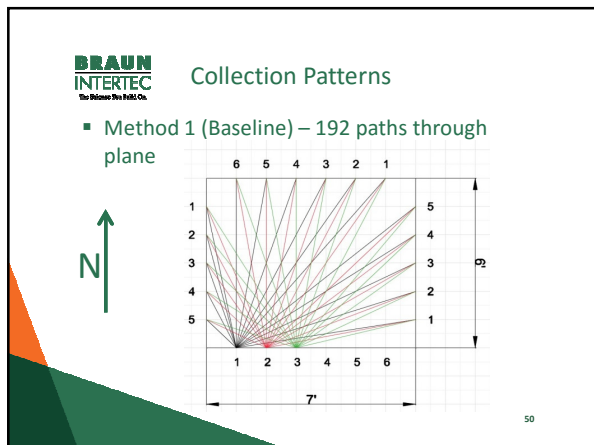 BRAUN
INTERTEC
The Science You Build On.
Collection Patterns
▪ Method 1 (Baseline) – 192 paths through
plane
6 5 4 3 2 1
1
2
3
4
5
5
4
3
2
1
N
6'
1 2 3 4 5 6
7'
50